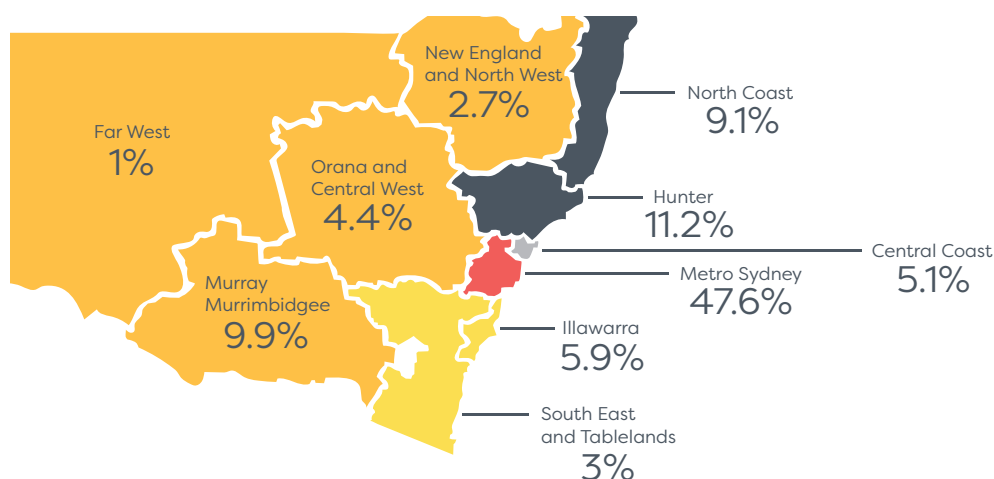 New England
and North West
2.7%
North Coast
9.1%
Far West
1%
Orana and
Central West
4.4%
Hunter
11.2%
Central Coast
5.1%
Metro Sydney
47.6%
Murray
Murrimbidgee
9.9%
Illawarra
5.9%
South East
and Tablelands
3%